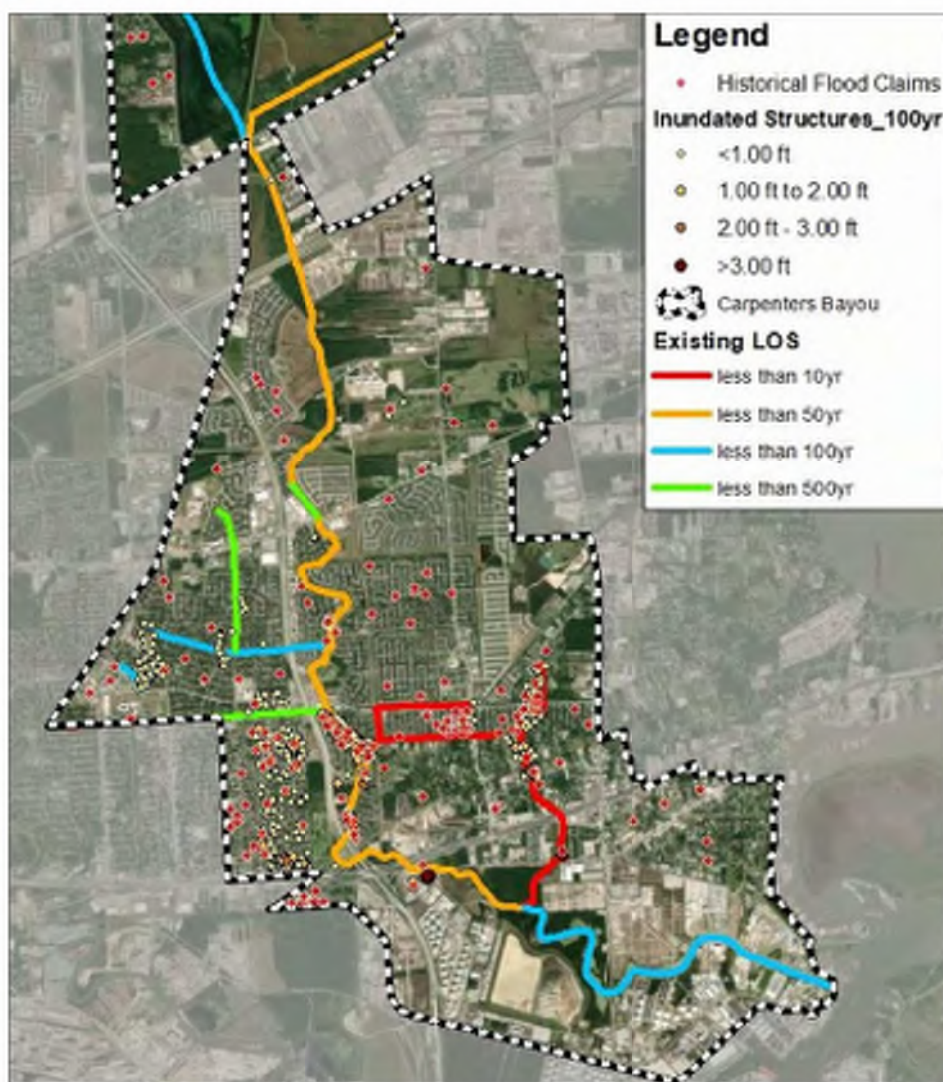 Legend
Historical Flood Claims
Inundated Structures_100yr
<1.00 ft
1.00 ft to 2.00 ft
2.00 ft - 3.00 ft
>3.00 ft
Carpenters Bayou
Existing LOS
less than 10yr
less than 50yr
less than 100yr
less than 500yr